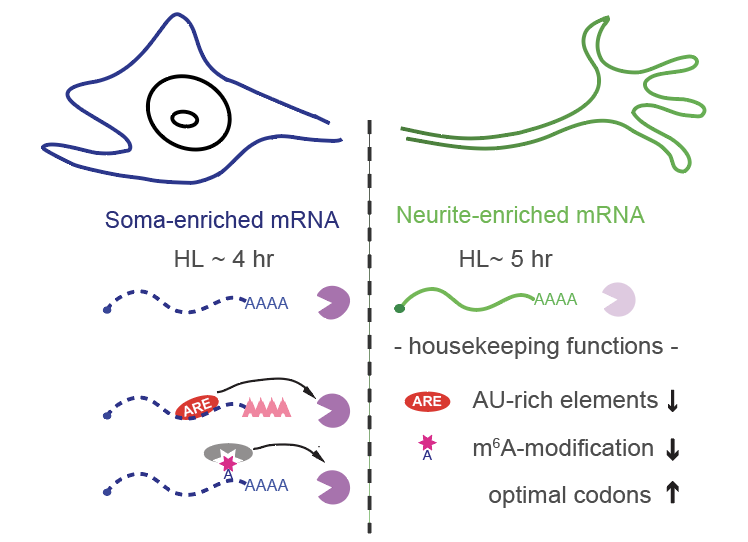 Soma-enriched mRNA
HL ~ 4 hr
AAAA
ARE
A
AAAA
Neurite-enriched mRNA
HL~ 5 hr
AAAA
- housekeeping functions -
ARE AU-rich elements ↓
A m⁶A-modification ↓
optimal codons ↑